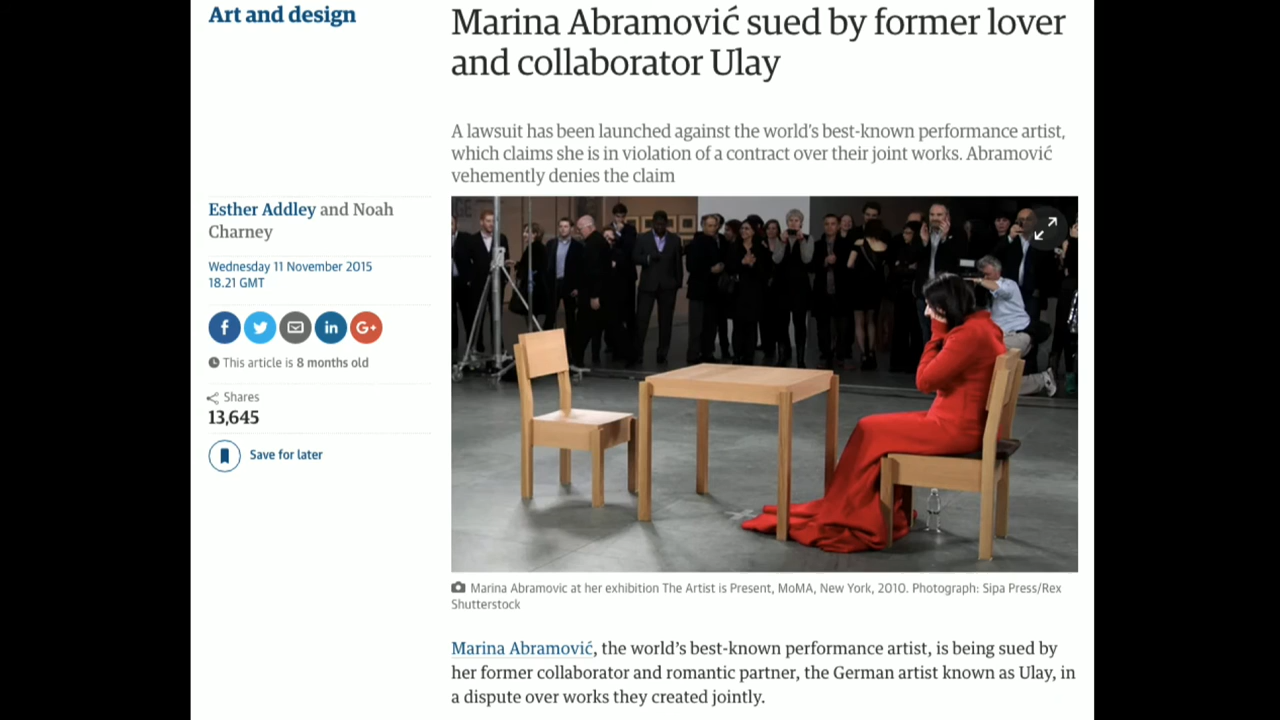 Art and design
Marina Abramović sued by former lover
and collaborator Ulay
A lawsuit has been launched against the world's best-known performance artist,
which claims she is in violation of a contract over their joint works. Abramović
vehemently denies the claim
Esther Addley and Noah
Charney
Wednesday 11 November 2015
18.21 GMT
f
in
G+
This article is 8 months old
Shares
13,645
Save for later
Marina Abramovic at her exhibition The Artist is Present, MoMA, New York, 2010. Photograph: Sipa Press/Rex
Shutterstock
Marina Abramović, the world's best-known performance artist, is being sued by
her former collaborator and romantic partner, the German artist known as Ulay, in
a dispute over works they created jointly.